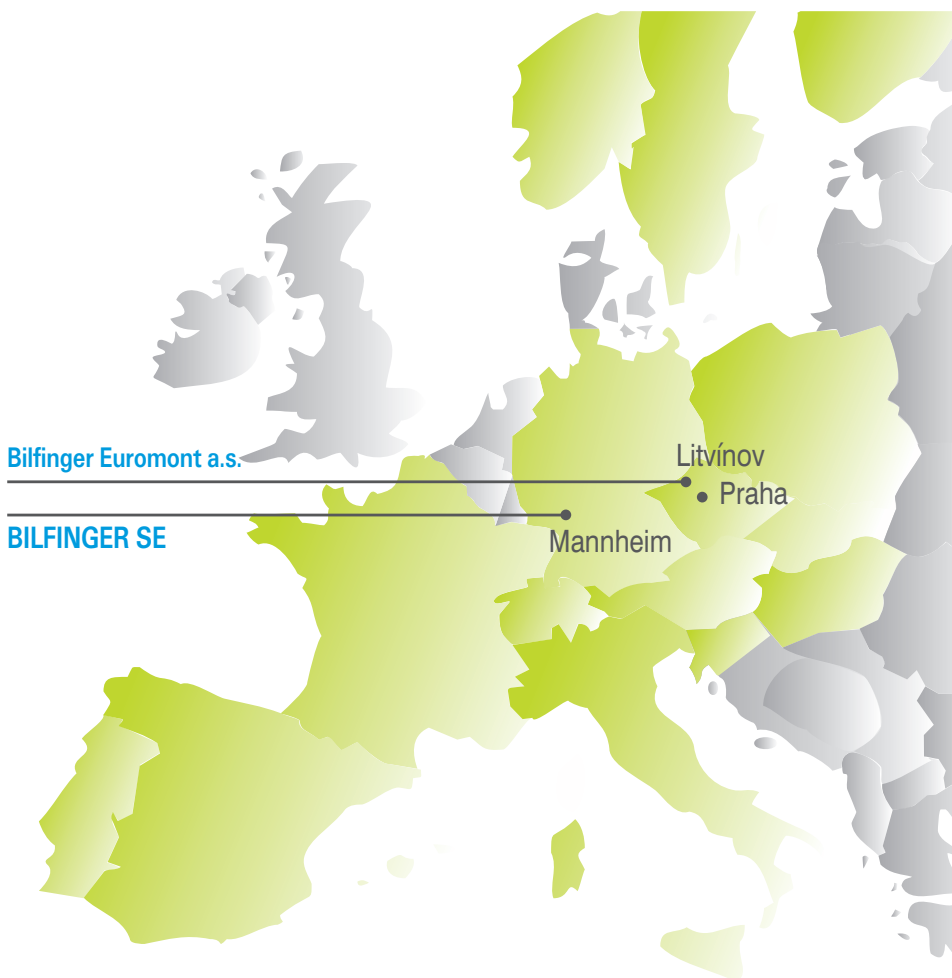 Bilfinger Euromont a.s.
Litvínov
Praha
BILFINGER SE
Mannheim